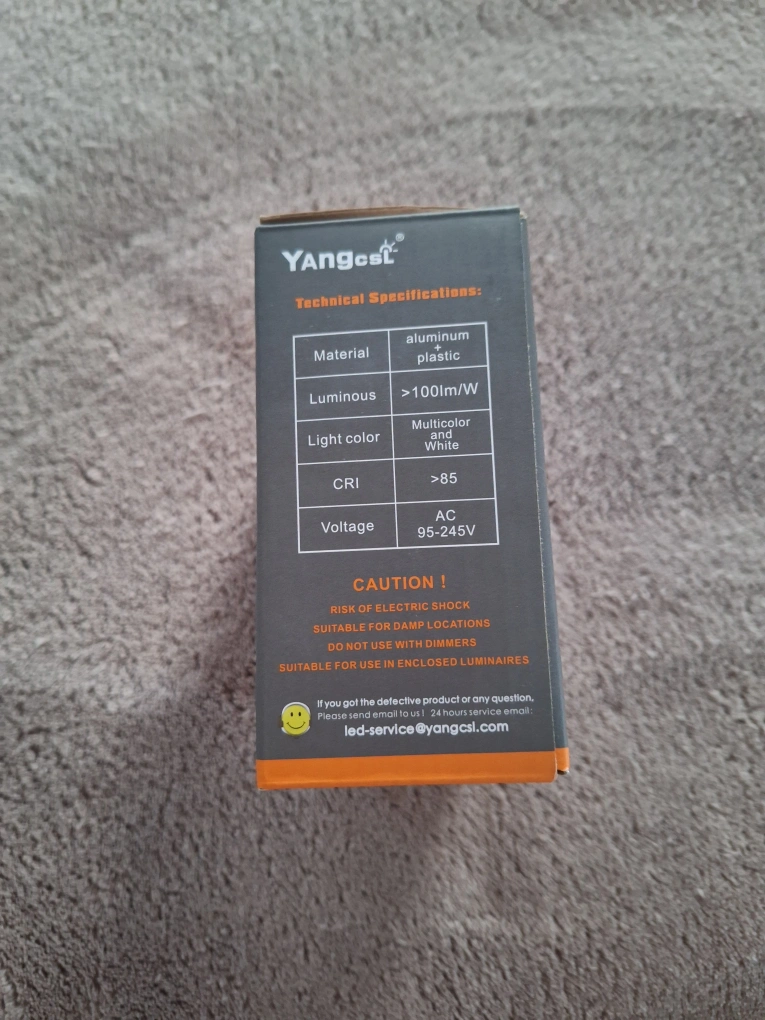 YANgcsL®
Technical Specifications:
Material aluminum + plastic
Luminous >100lm/W
Light color Multicolor and White
CRI >85
Voltage AC 95-245V
CAUTION !
RISK OF ELECTRIC SHOCK
SUITABLE FOR DAMP LOCATIONS
DO NOT USE WITH DIMMERS
SUITABLE FOR USE IN ENCLOSED LUMINAIRES
If you got the defective product or any question,
Please send email to us! 24 hours service email:
led-service@yangcsl.com